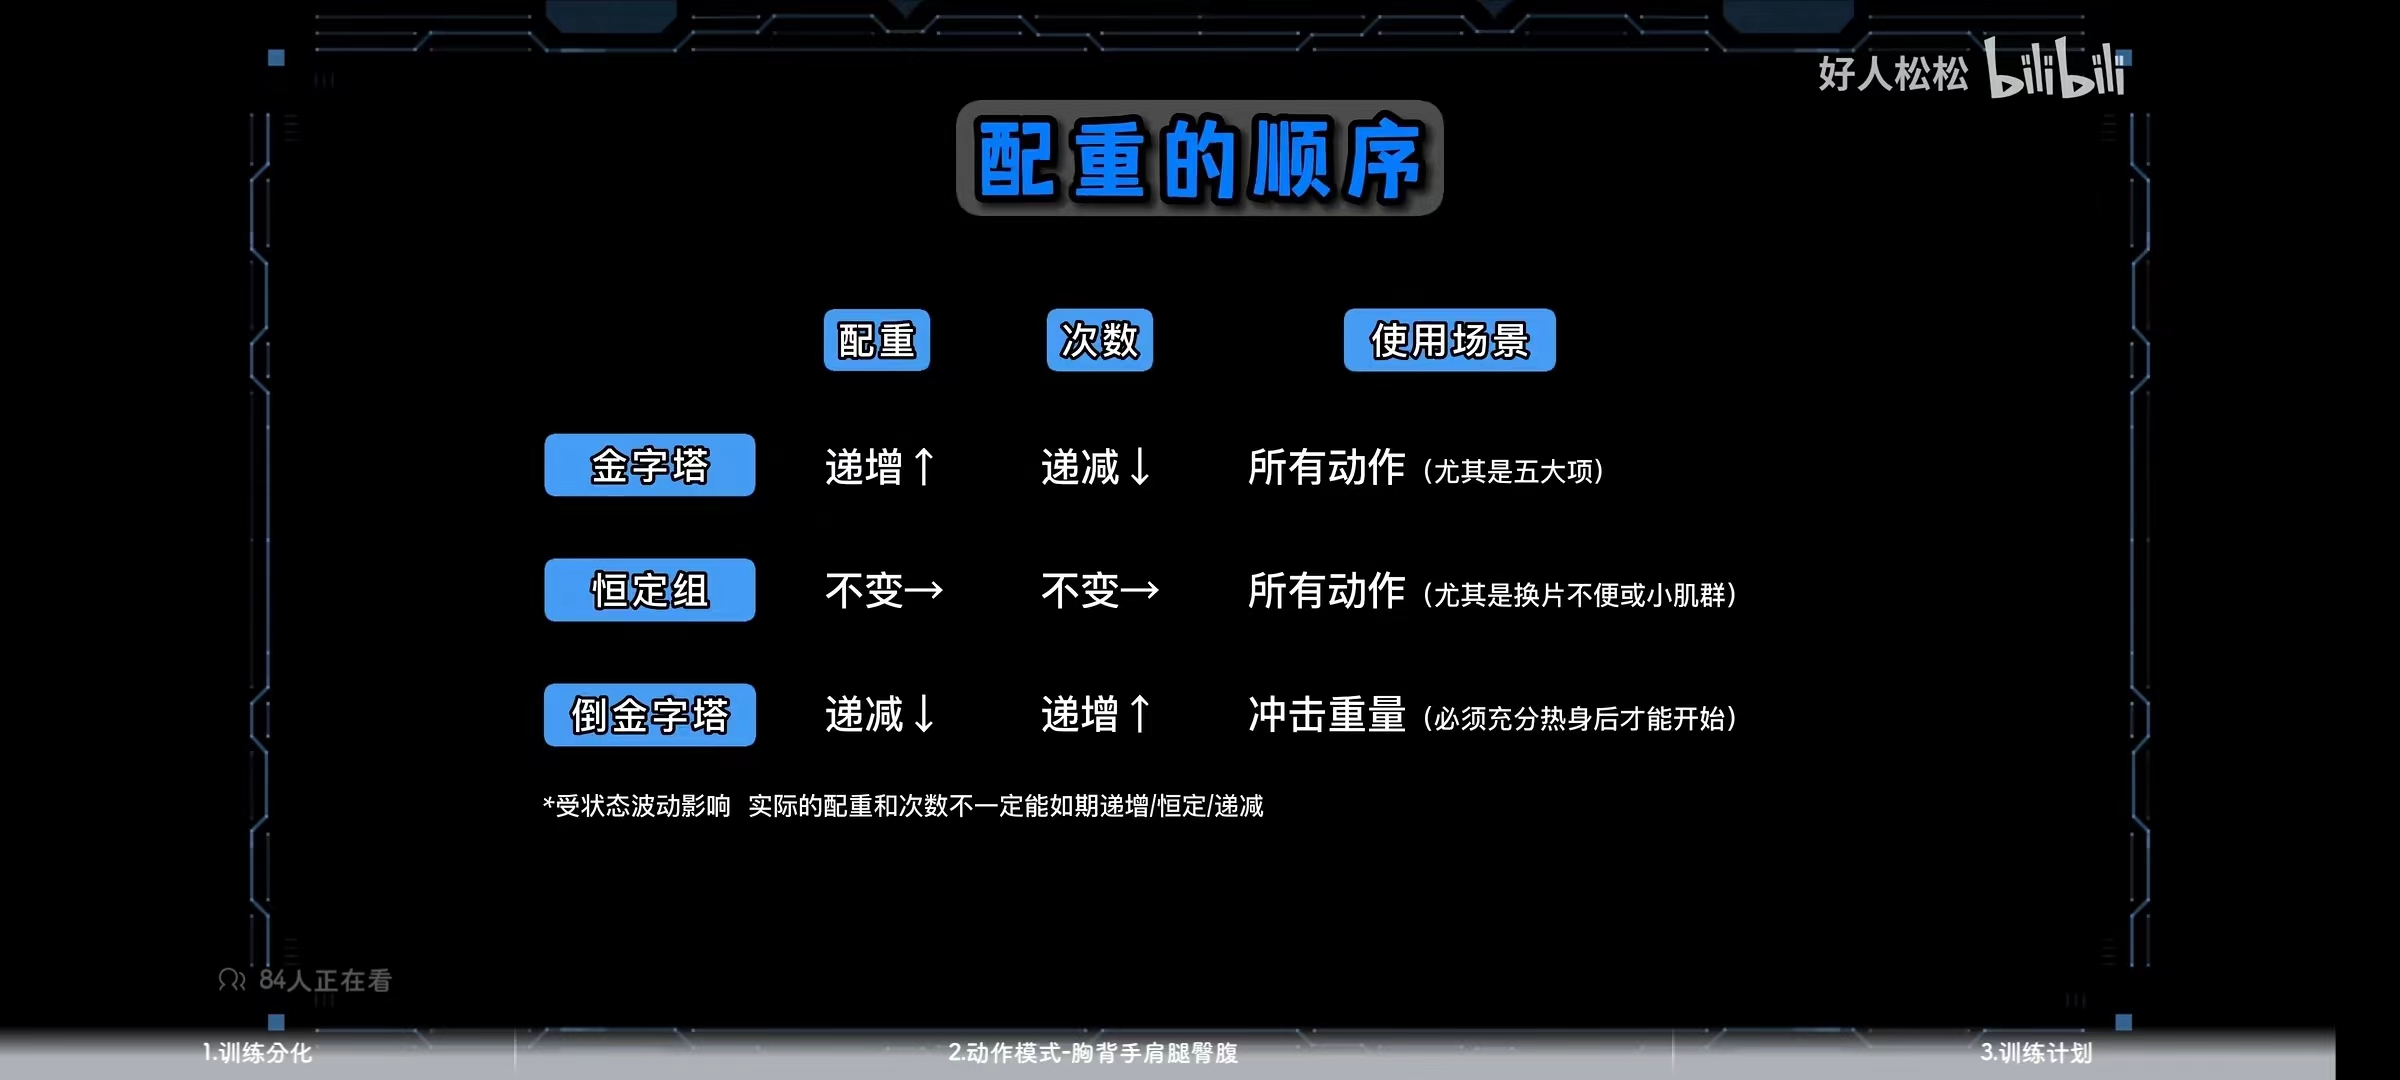 好人松松 bilibili
配重的顺序
配重 次数 使用场景
金字塔 递增↑ 递减↓ 所有动作（尤其是五大项）
恒定组 不变→ 不变→ 所有动作（尤其是换片不便或小肌群）
倒金字塔 递减↓ 递增↑ 冲击重量（必须充分热身后才能开始）
*受状态波动影响 实际的配重和次数不一定能如期递增/恒定/递减
84人正在看
1.训练分化 2.动作模式-胸背手肩腿臀腹 3.训练计划